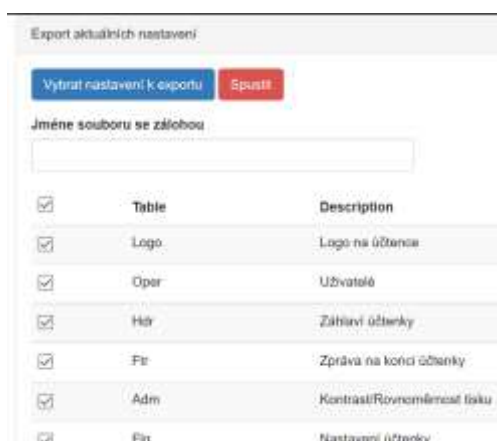 Export aktuálních nastavení
Vybrat nastavení k exportu Spustit
Jméne souboru se zálohou
Table Description
Logo Logo na účtence
Oper Uživatelé
Hdr Záhlaví účtenky
Ftr Zpráva na konci účtenky
Adm Kontrast/Rovnoměrnost tisku
Nastavení účtenky